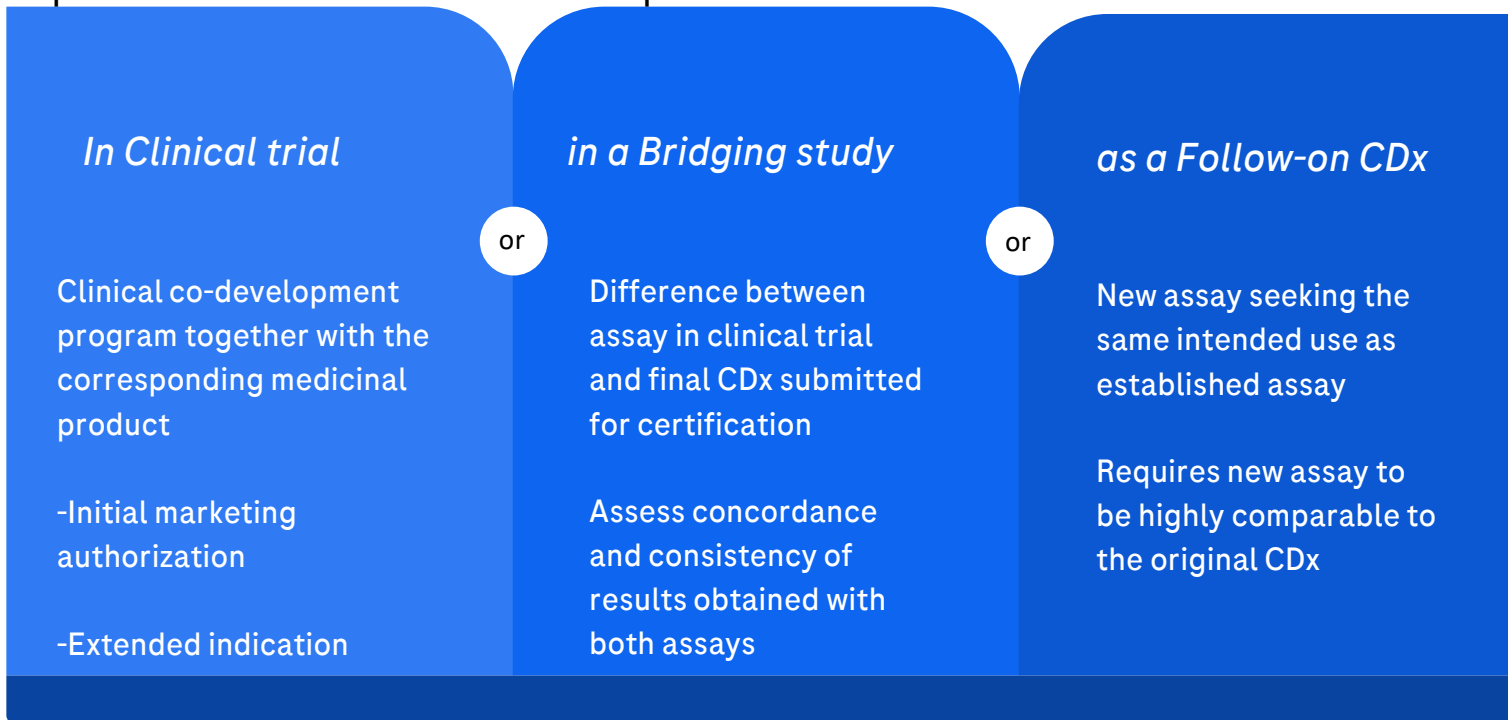 In Clinical trial
Clinical co-development
program together with the
corresponding medicinal
product
-Initial marketing
authorization
-Extended indication
or
in a Bridging study
Difference between
assay in clinical trial
and final CDx submitted
for certification
Assess concordance
and consistency of
results obtained with
both assays
or
as a Follow-on CDx
New assay seeking the
same intended use as
established assay
Requires new assay to
be highly comparable to
the original CDx